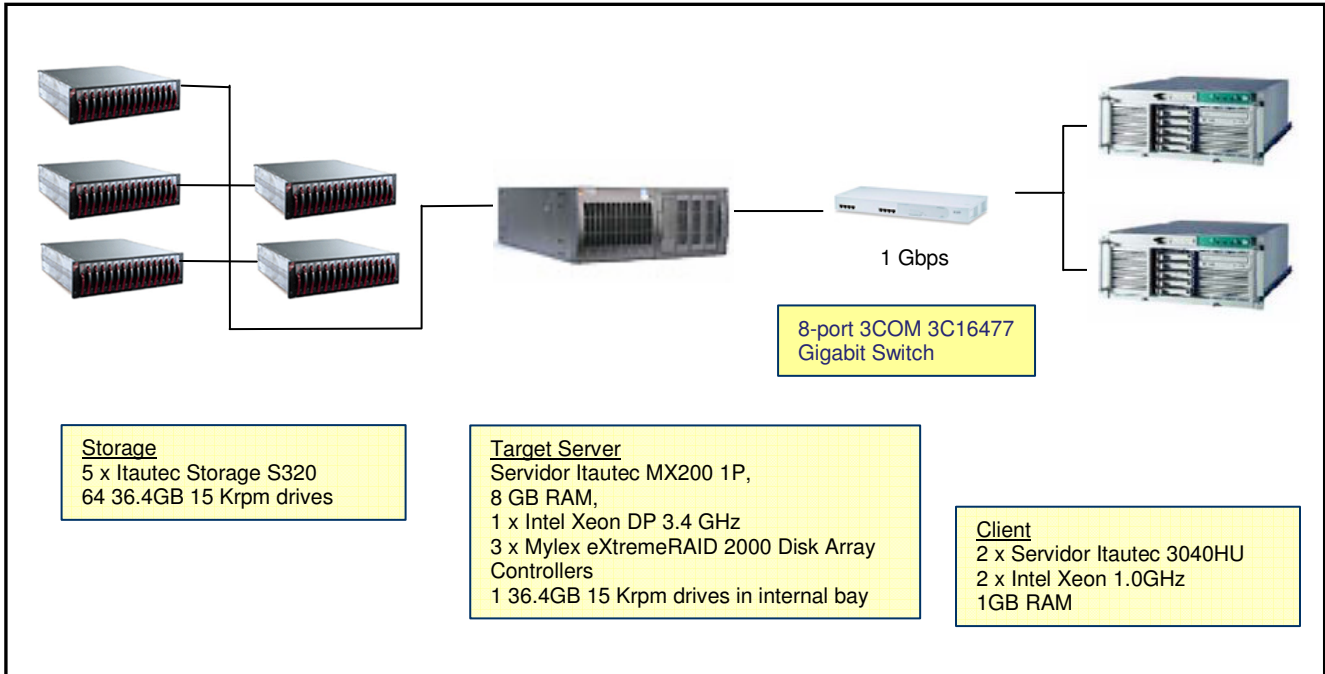 1 Gbps
8-port 3COM 3C16477
Gigabit Switch
Storage
5 x Itautec Storage S320
64 36.4GB 15 Krpm drives
Target Server
Servidor Itautec MX200 1P,
8 GB RAM,
1 x Intel Xeon DP 3.4 GHz
3 x Mylex eXtremeRAID 2000 Disk Array
Controllers
1 36.4GB 15 Krpm drives in internal bay
Client
2 x Servidor Itautec 3040HU
2 x Intel Xeon 1.0GHz
1GB RAM